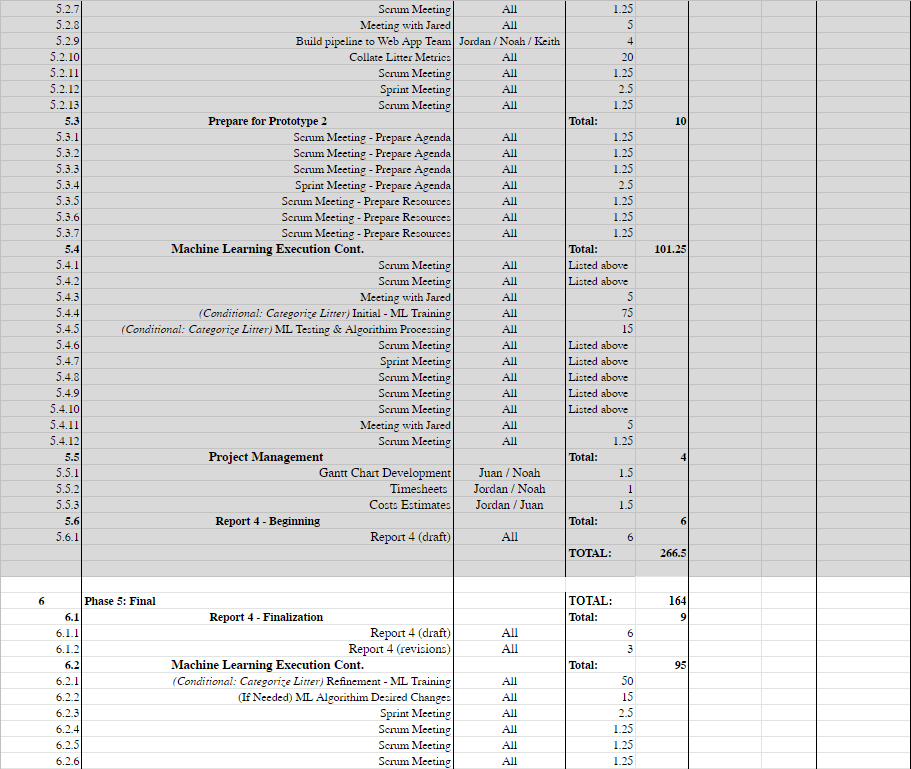 5.2.7 Scrum Meeting All 1.25
5.2.8 Meeting with Jared All 5
5.2.9 Build pipeline to Web App Team Jordan / Noah / Keith 4
5.2.10 Collate Litter Metrics All 20
5.2.11 Scrum Meeting All 1.25
5.2.12 Sprint Meeting All 2.5
5.2.13 Scrum Meeting All 1.25
5.3 Prepare for Prototype 2 Total: 10
5.3.1 Scrum Meeting - Prepare Agenda All 1.25
5.3.2 Scrum Meeting - Prepare Agenda All 1.25
5.3.3 Scrum Meeting - Prepare Agenda All 1.25
5.3.4 Sprint Meeting - Prepare Agenda All 2.5
5.3.5 Scrum Meeting - Prepare Resources All 1.25
5.3.6 Scrum Meeting - Prepare Resources All 1.25
5.3.7 Scrum Meeting - Prepare Resources All 1.25
5.4 Machine Learning Execution Cont. Total: 101.25
5.4.1 Scrum Meeting All Listed above
5.4.2 Scrum Meeting All Listed above
5.4.3 Meeting with Jared All 5
5.4.4 (Conditional: Categorize Litter) Initial - ML Training All 75
5.4.5 (Conditional: Categorize Litter) ML Testing & Algorithim Processing All 15
5.4.6 Scrum Meeting All Listed above
5.4.7 Sprint Meeting All Listed above
5.4.8 Scrum Meeting All Listed above
5.4.9 Scrum Meeting All Listed above
5.4.10 Scrum Meeting All Listed above
5.4.11 Meeting with Jared All 5
5.4.12 Scrum Meeting All 1.25
5.5 Project Management Total: 4
5.5.1 Gantt Chart Development Juan / Noah 1.5
5.5.2 Timesheets Jordan / Noah 1
5.5.3 Costs Estimates Jordan / Juan 1.5
5.6 Report 4 - Beginning Total: 6
5.6.1 Report 4 (draft) All 6
TOTAL: 266.5
6 Phase 5: Final TOTAL: 164
6.1 Report 4 - Finalization Total: 9
6.1.1 Report 4 (draft) All 6
6.1.2 Report 4 (revisions) All 3
6.2 Machine Learning Execution Cont. Total: 95
6.2.1 (Conditional: Categorize Litter) Refinement - ML Training All 50
6.2.2 (If Needed) ML Algorithim Desired Changes All 15
6.2.3 Sprint Meeting All 2.5
6.2.4 Scrum Meeting All 1.25
6.2.5 Scrum Meeting All 1.25
6.2.6 Scrum Meeting All 1.25